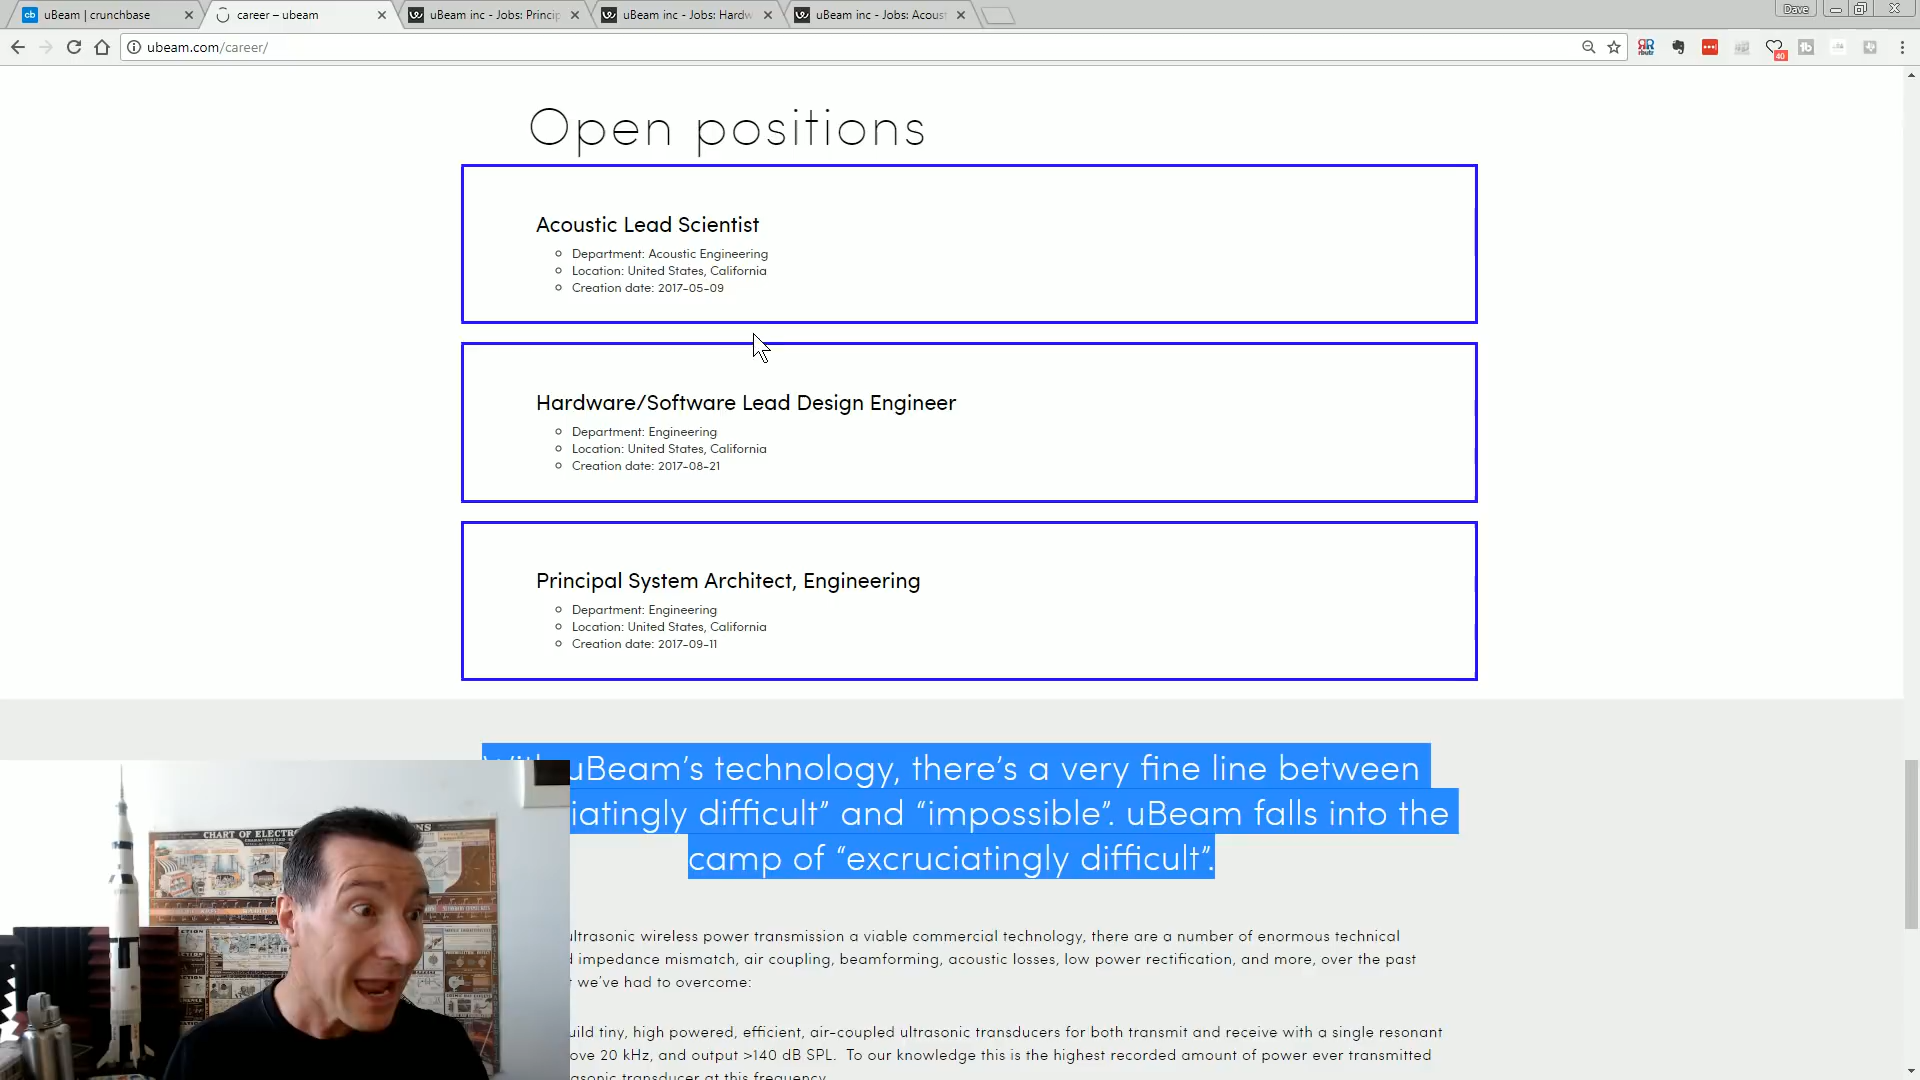 uBeam | crunchbase
career – ubeam
uBeam inc - Jobs: Princip
uBeam inc - Jobs: Hardw
uBeam inc - Jobs: Acoust
Dave
ubeam.com/career/
40
Open positions
Acoustic Lead Scientist
Department: Acoustic Engineering
Location: United States, California
Creation date: 2017-05-09
Hardware/Software Lead Design Engineer
Department: Engineering
Location: United States, California
Creation date: 2017-08-21
Principal System Architect, Engineering
Department: Engineering
Location: United States, California
Creation date: 2017-09-11
With uBeam’s technology, there’s a very fine line between
iatingly difficult” and “impossible”. uBeam falls into the
camp of “excruciatingly difficult”.
ultrasonic wireless power transmission a viable commercial technology, there are a number of enormous technical
impedance mismatch, air coupling, beamforming, acoustic losses, low power rectification, and more, over the past
we’ve had to overcome:
uild tiny, high powered, efficient, air-coupled ultrasonic transducers for both transmit and receive with a single resonant
ove 20 kHz, and output >140 dB SPL. To our knowledge this is the highest recorded amount of power ever transmitted
asonic transducer at this frequency
CHART OF ELECTR